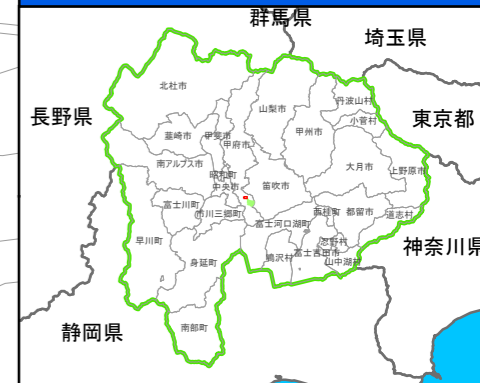 群馬県
埼玉県
長野県
東京都
神奈川県
静岡県
北杜市
韮崎市
甲斐市
甲府市
山梨市
甲州市
丹波山村
小菅村
大月市
上野原市
南アルプス市
昭和町
中央市
笛吹市
富士川町
市川三郷町
富士河口湖町
西桂町
都留市
道志村
早川町
身延町
鳴沢村
富士吉田市
忍野村
山中湖村
南部町